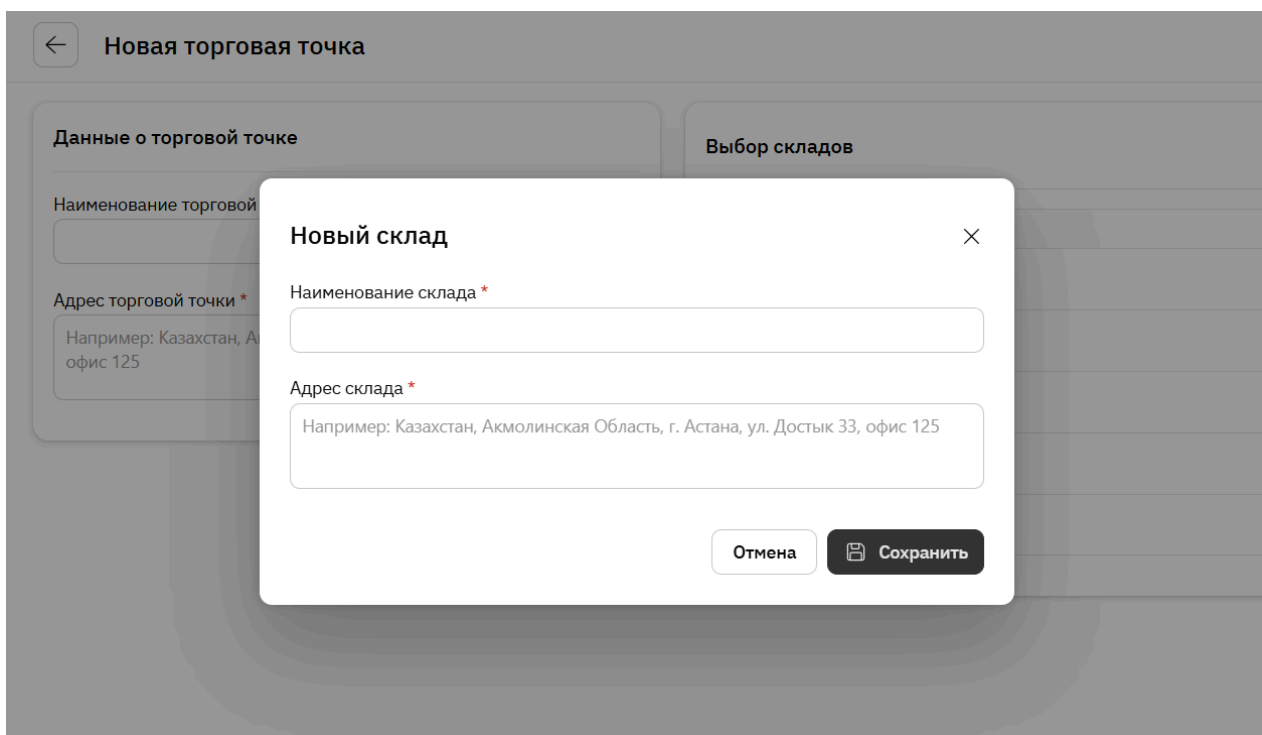 Новая торговая точка
Данные о торговой точке
Выбор складов
Наименование торговой
Адрес торговой точки *
Например: Казахстан,
офис 125
Новый склад
Наименование склада *
Адрес склада *
Например: Казахстан, Акмолинская Область, г. Астана, ул. Достык 33, офис 125
Отмена
Сохранить